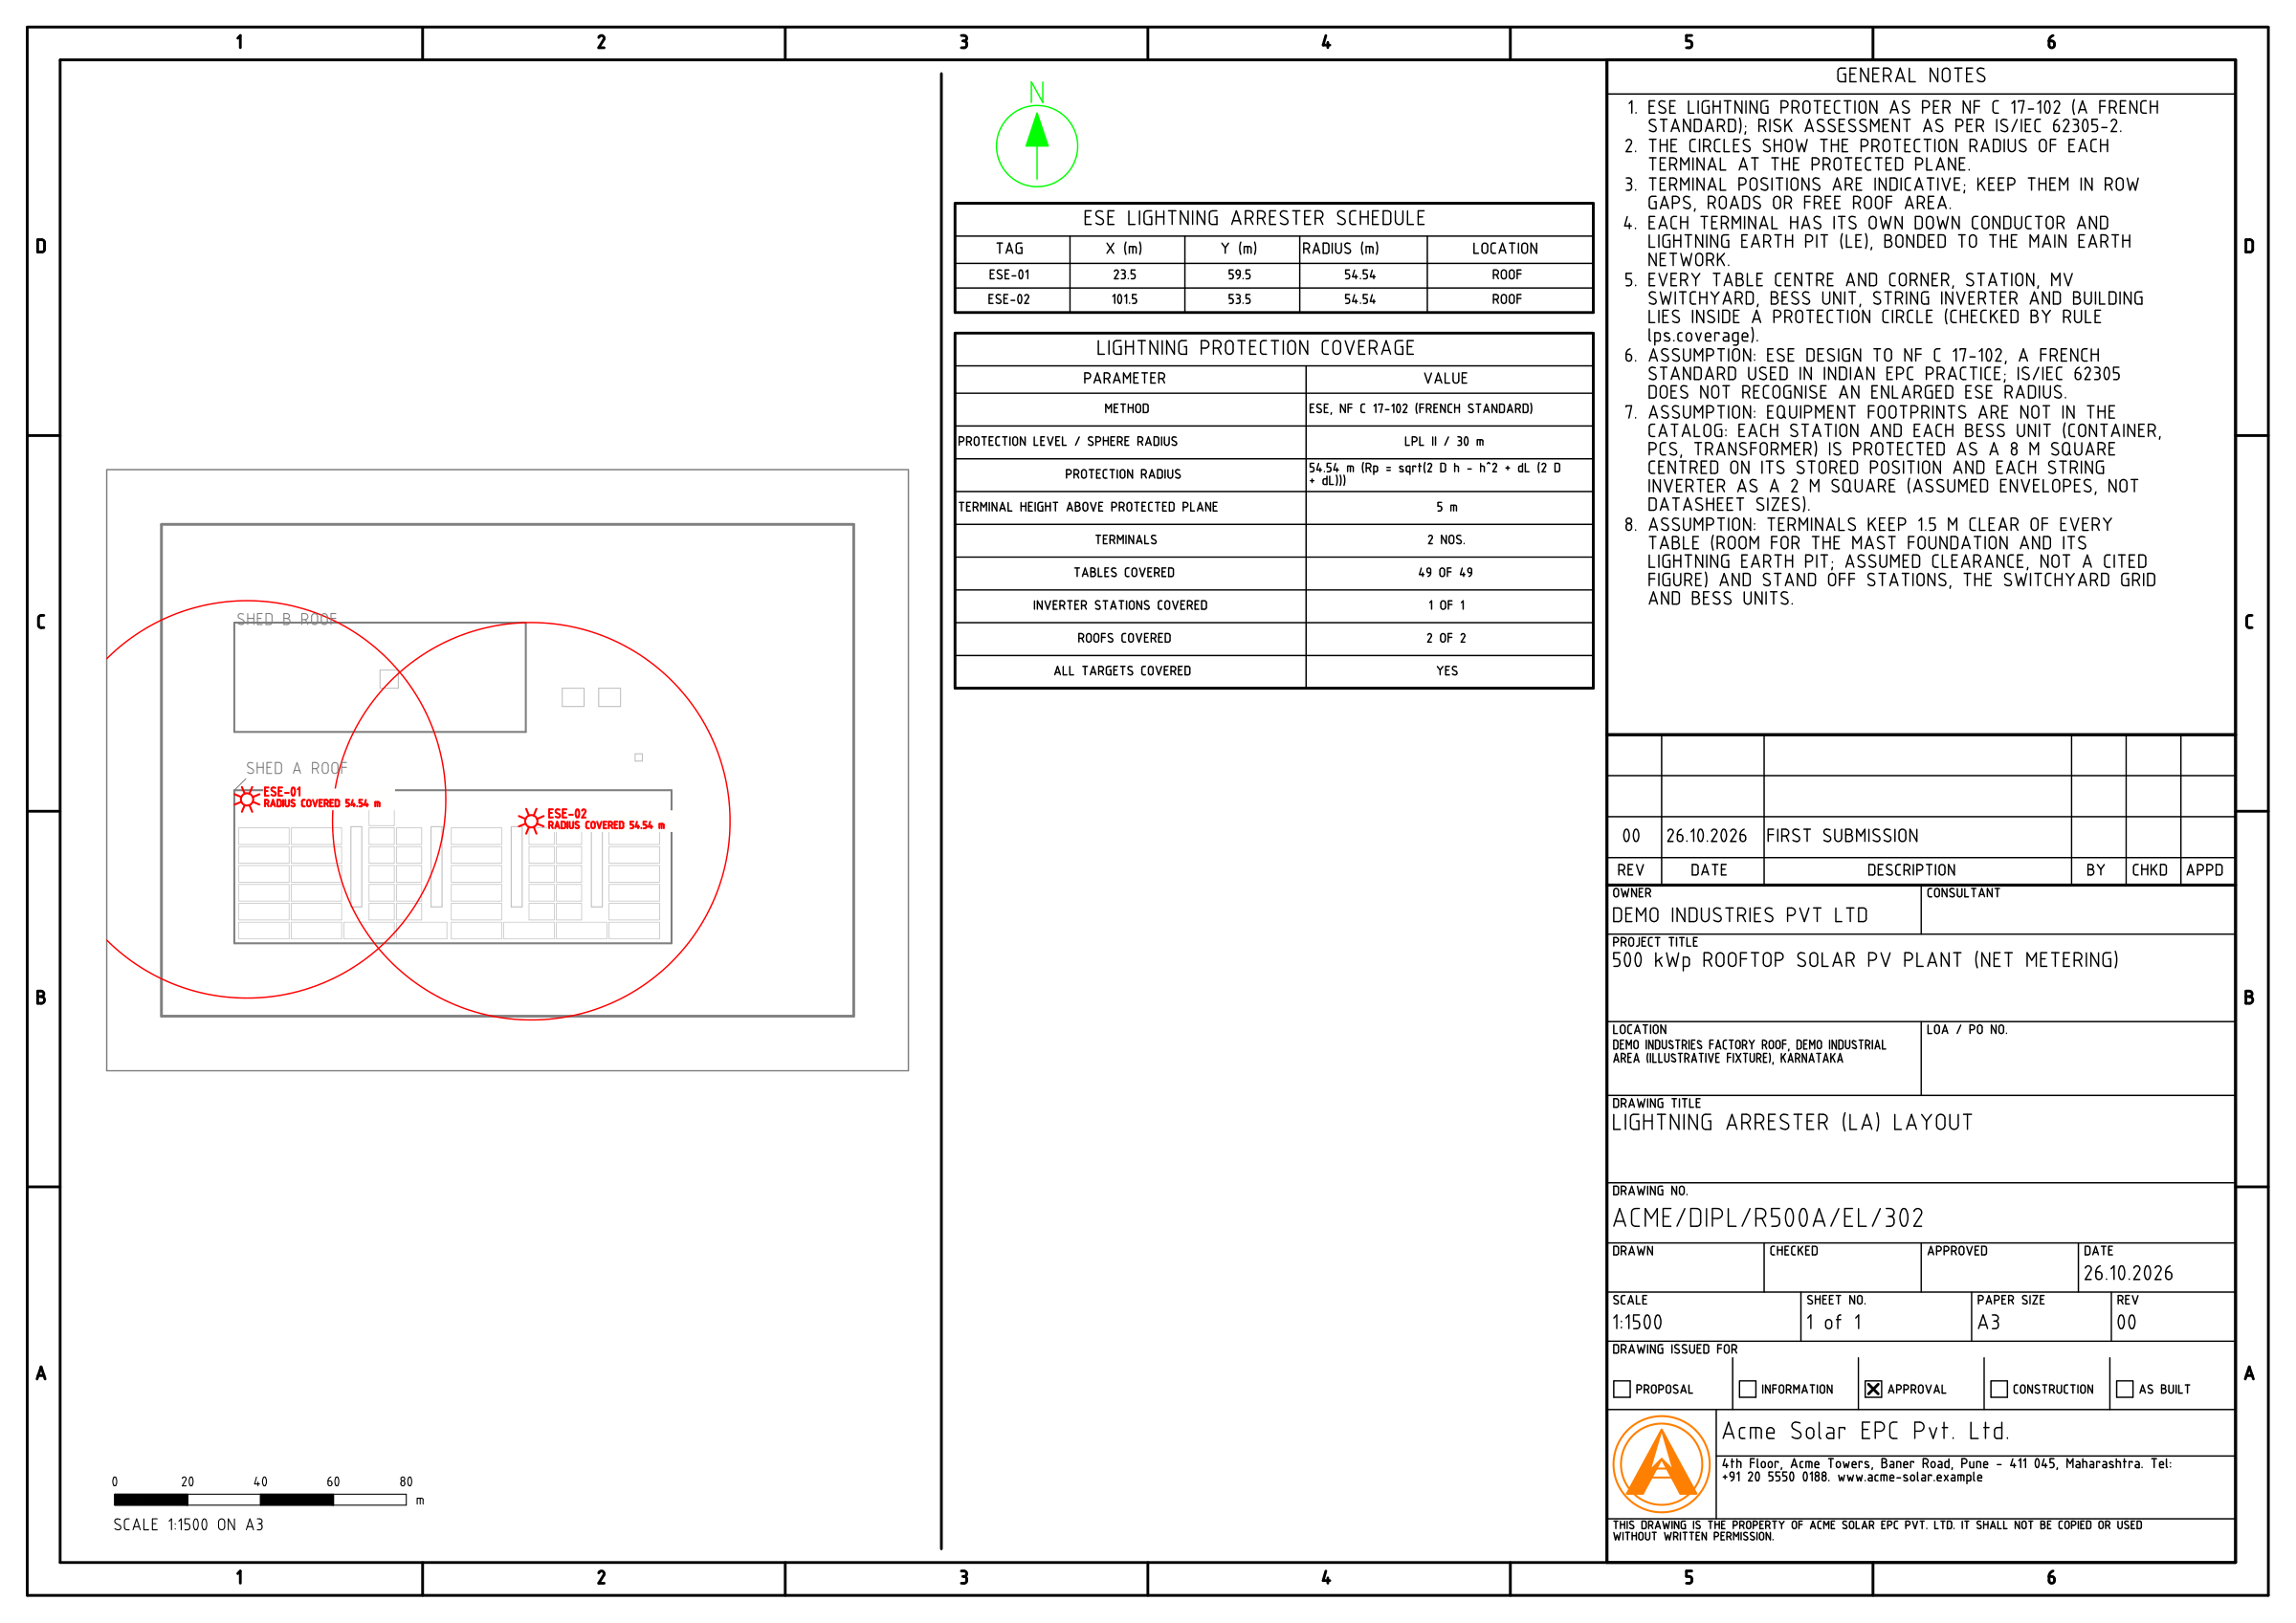 1 2 3 4 5 6
D
C
B
A
N
SHED B ROOF
SHED A ROOF
ESE-01
RADIUS COVERED 54.54 m
ESE-02
RADIUS COVERED 54.54 m
0 20 40 60 80
m
SCALE 1:1500 ON A3
ESE LIGHTNING ARRESTER SCHEDULE
TAG X (m) Y (m) RADIUS (m) LOCATION
ESE-01 23.5 59.5 54.54 ROOF
ESE-02 101.5 53.5 54.54 ROOF
LIGHTNING PROTECTION COVERAGE
PARAMETER VALUE
METHOD ESE, NF C 17-102 (FRENCH STANDARD)
PROTECTION LEVEL / SPHERE RADIUS LPL II / 30 m
PROTECTION RADIUS 54.54 m (Rp = sqrt(2 D h - h^2 + dL (2 D
+ dL)))
TERMINAL HEIGHT ABOVE PROTECTED PLANE 5 m
TERMINALS 2 NOS.
TABLES COVERED 49 OF 49
INVERTER STATIONS COVERED 1 OF 1
ROOFS COVERED 2 OF 2
ALL TARGETS COVERED YES
GENERAL NOTES
1. ESE LIGHTNING PROTECTION AS PER NF C 17-102 (A FRENCH
STANDARD); RISK ASSESSMENT AS PER IS/IEC 62305-2.
2. THE CIRCLES SHOW THE PROTECTION RADIUS OF EACH
TERMINAL AT THE PROTECTED PLANE.
3. TERMINAL POSITIONS ARE INDICATIVE; KEEP THEM IN ROW
GAPS, ROADS OR FREE ROOF AREA.
4. EACH TERMINAL HAS ITS OWN DOWN CONDUCTOR AND
LIGHTNING EARTH PIT (LE), BONDED TO THE MAIN EARTH
NETWORK.
5. EVERY TABLE CENTRE AND CORNER, STATION, MV
SWITCHYARD, BESS UNIT, STRING INVERTER AND BUILDING
LIES INSIDE A PROTECTION CIRCLE (CHECKED BY RULE
lps.coverage).
6. ASSUMPTION: ESE DESIGN TO NF C 17-102, A FRENCH
STANDARD USED IN INDIAN EPC PRACTICE; IS/IEC 62305
DOES NOT RECOGNISE AN ENLARGED ESE RADIUS.
7. ASSUMPTION: EQUIPMENT FOOTPRINTS ARE NOT IN THE
CATALOG: EACH STATION AND EACH BESS UNIT (CONTAINER,
PCS, TRANSFORMER) IS PROTECTED AS A 8 M SQUARE
CENTRED ON ITS STORED POSITION AND EACH STRING
INVERTER AS A 2 M SQUARE (ASSUMED ENVELOPES, NOT
DATASHEET SIZES).
8. ASSUMPTION: TERMINALS KEEP 1.5 M CLEAR OF EVERY
TABLE (ROOM FOR THE MAST FOUNDATION AND ITS
LIGHTNING EARTH PIT; ASSUMED CLEARANCE, NOT A CITED
FIGURE) AND STAND OFF STATIONS, THE SWITCHYARD GRID
AND BESS UNITS.
00 26.10.2026 FIRST SUBMISSION
REV DATE DESCRIPTION BY CHKD APPD
OWNER CONSULTANT
DEMO INDUSTRIES PVT LTD
PROJECT TITLE
500 kWp ROOFTOP SOLAR PV PLANT (NET METERING)
LOCATION LOA / PO NO.
DEMO INDUSTRIES FACTORY ROOF, DEMO INDUSTRIAL
AREA (ILLUSTRATIVE FIXTURE), KARNATAKA
DRAWING TITLE
LIGHTNING ARRESTER (LA) LAYOUT
DRAWING NO.
ACME/DIPL/R500A/EL/302
DRAWN CHECKED APPROVED DATE
26.10.2026
SCALE SHEET NO. PAPER SIZE REV
1:1500 1 of 1 A3 00
DRAWING ISSUED FOR
PROPOSAL INFORMATION APPROVAL CONSTRUCTION AS BUILT
Acme Solar EPC Pvt. Ltd.
4th Floor, Acme Towers, Baner Road, Pune - 411 045, Maharashtra. Tel:
+91 20 5550 0188. www.acme-solar.example
THIS DRAWING IS THE PROPERTY OF ACME SOLAR EPC PVT. LTD. IT SHALL NOT BE COPIED OR USED
WITHOUT WRITTEN PERMISSION.
D
C
B
A
1 2 3 4 5 6